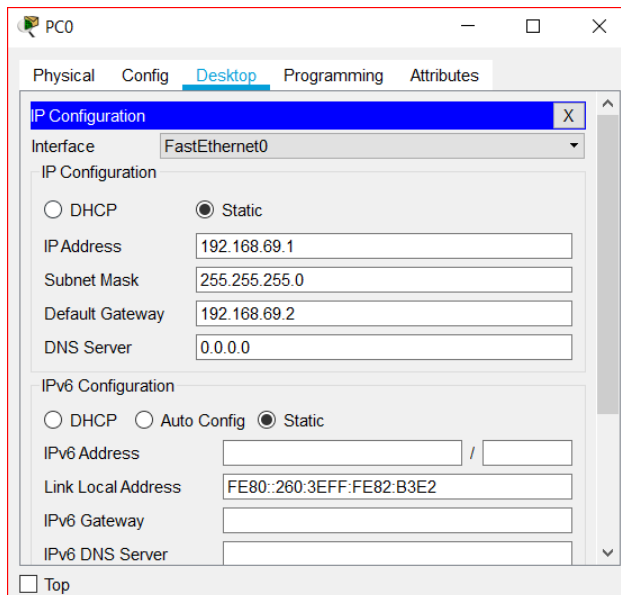 PC0
Physical Config Desktop Programming Attributes
IP Configuration X
Interface FastEthernet0
IP Configuration
DHCP Static
IP Address 192.168.69.1
Subnet Mask 255.255.255.0
Default Gateway 192.168.69.2
DNS Server 0.0.0.0
IPv6 Configuration
DHCP Auto Config Static
IPv6 Address /
Link Local Address FE80::260:3EFF:FE82:B3E2
IPv6 Gateway
IPv6 DNS Server
Top